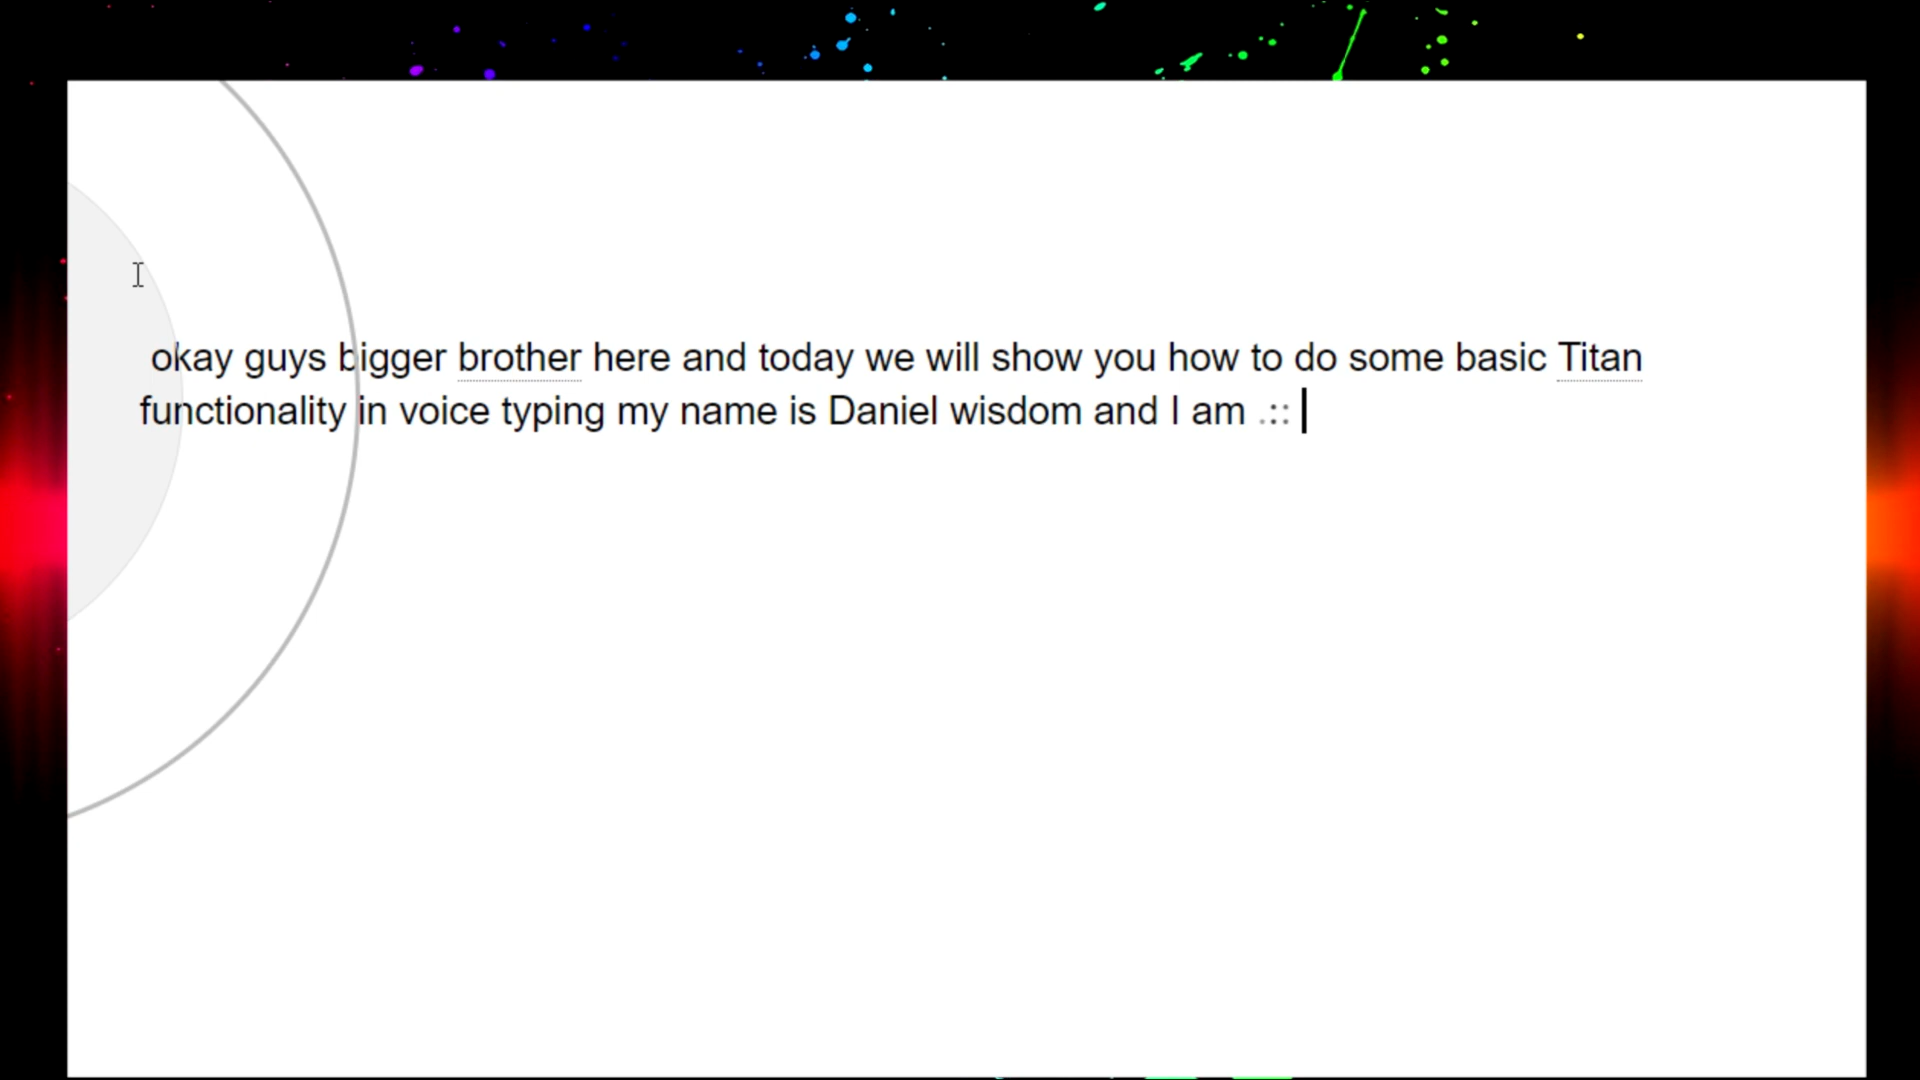 okay guys bigger brother here and today we will show you how to do some basic Titan
functionality in voice typing my name is Daniel wisdom and I am .::